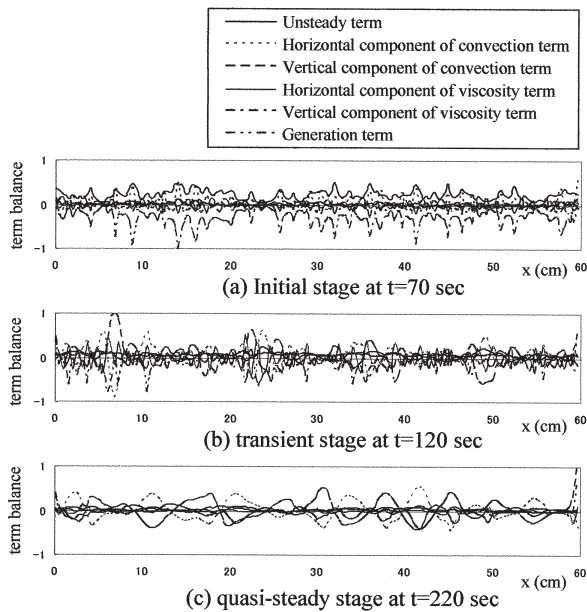 Unsteady term
Horizontal component of convection term
Vertical component of convection term
Horizontal component of viscosity term
Vertical component of viscosity term
Generation term
1
term balance
0
-1
0 10 20 30 40 50 60
x (cm)
(a) Initial stage at t=70 sec
1
term balance
0
-1
0 10 20 30 40 50 60
x (cm)
(b) transient stage at t=120 sec
1
term balance
0
-1
0 10 20 30 40 50 60
x (cm)
(c) quasi-steady stage at t=220 sec